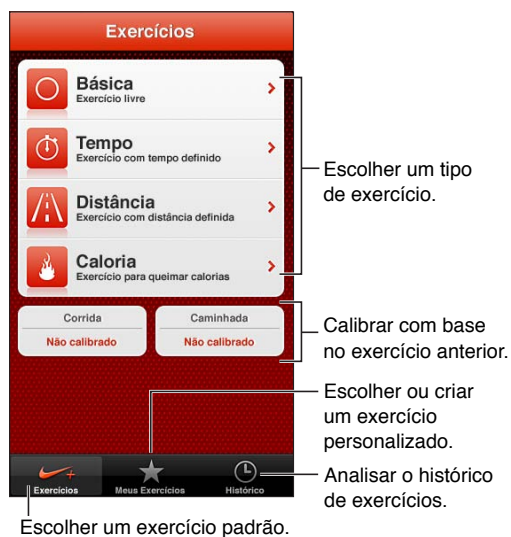 Exercícios
Básica
Exercício livre
Tempo
Exercício com tempo definido
Distância
Exercício com distância definida
Caloria
Exercício para queimar calorias
Escolher um tipo
de exercício.
Corrida
Não calibrado
Caminhada
Não calibrado
Calibrar com base
no exercício anterior.
Escolher ou criar
um exercício
personalizado.
Exercícios
Meus Exercícios
Histórico
Analisar o histórico
de exercícios.
Escolher um exercício padrão.